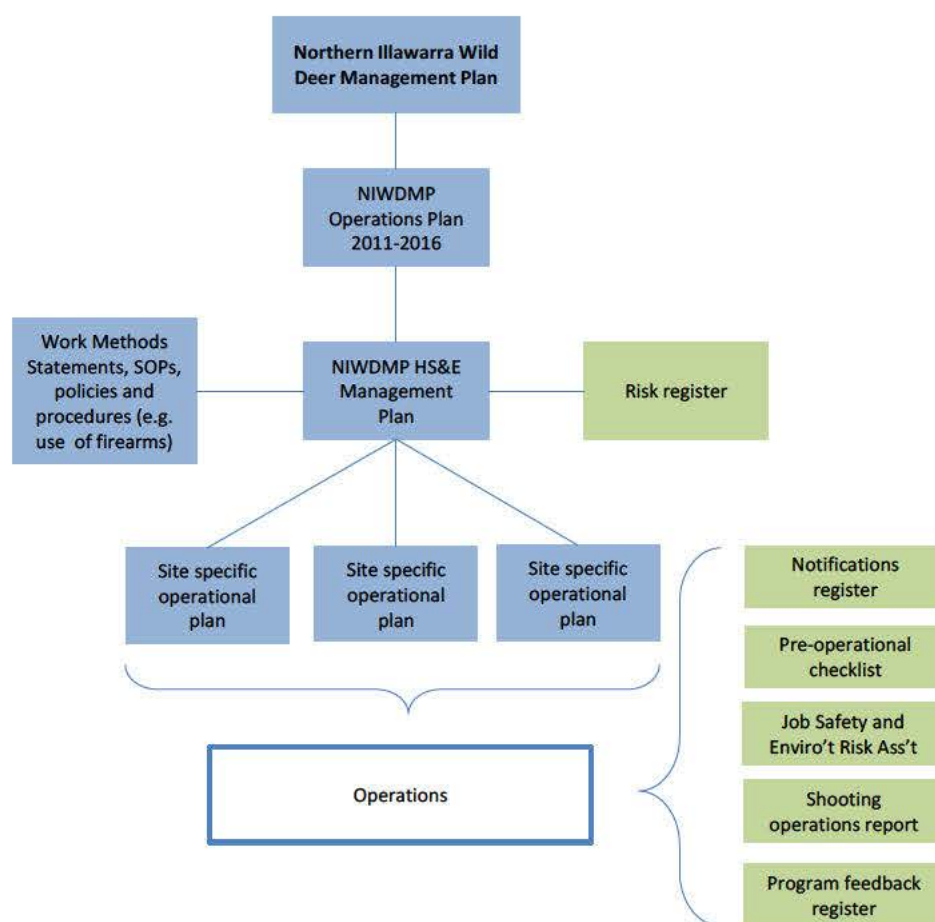 Northern Illawarra Wild
Deer Management Plan
NIWDMP
Operations Plan
2011-2016
Work Methods
Statements, SOPs,
policies and
procedures (e.g.
use of firearms)
NIWDMP HS&E
Management
Plan
Risk register
Site specific
operational
plan
Site specific
operational
plan
Site specific
operational
plan
Operations
Notifications
register
Pre-operational
checklist
Job Safety and
Enviro’t Risk Ass’t
Shooting
operations report
Program feedback
register